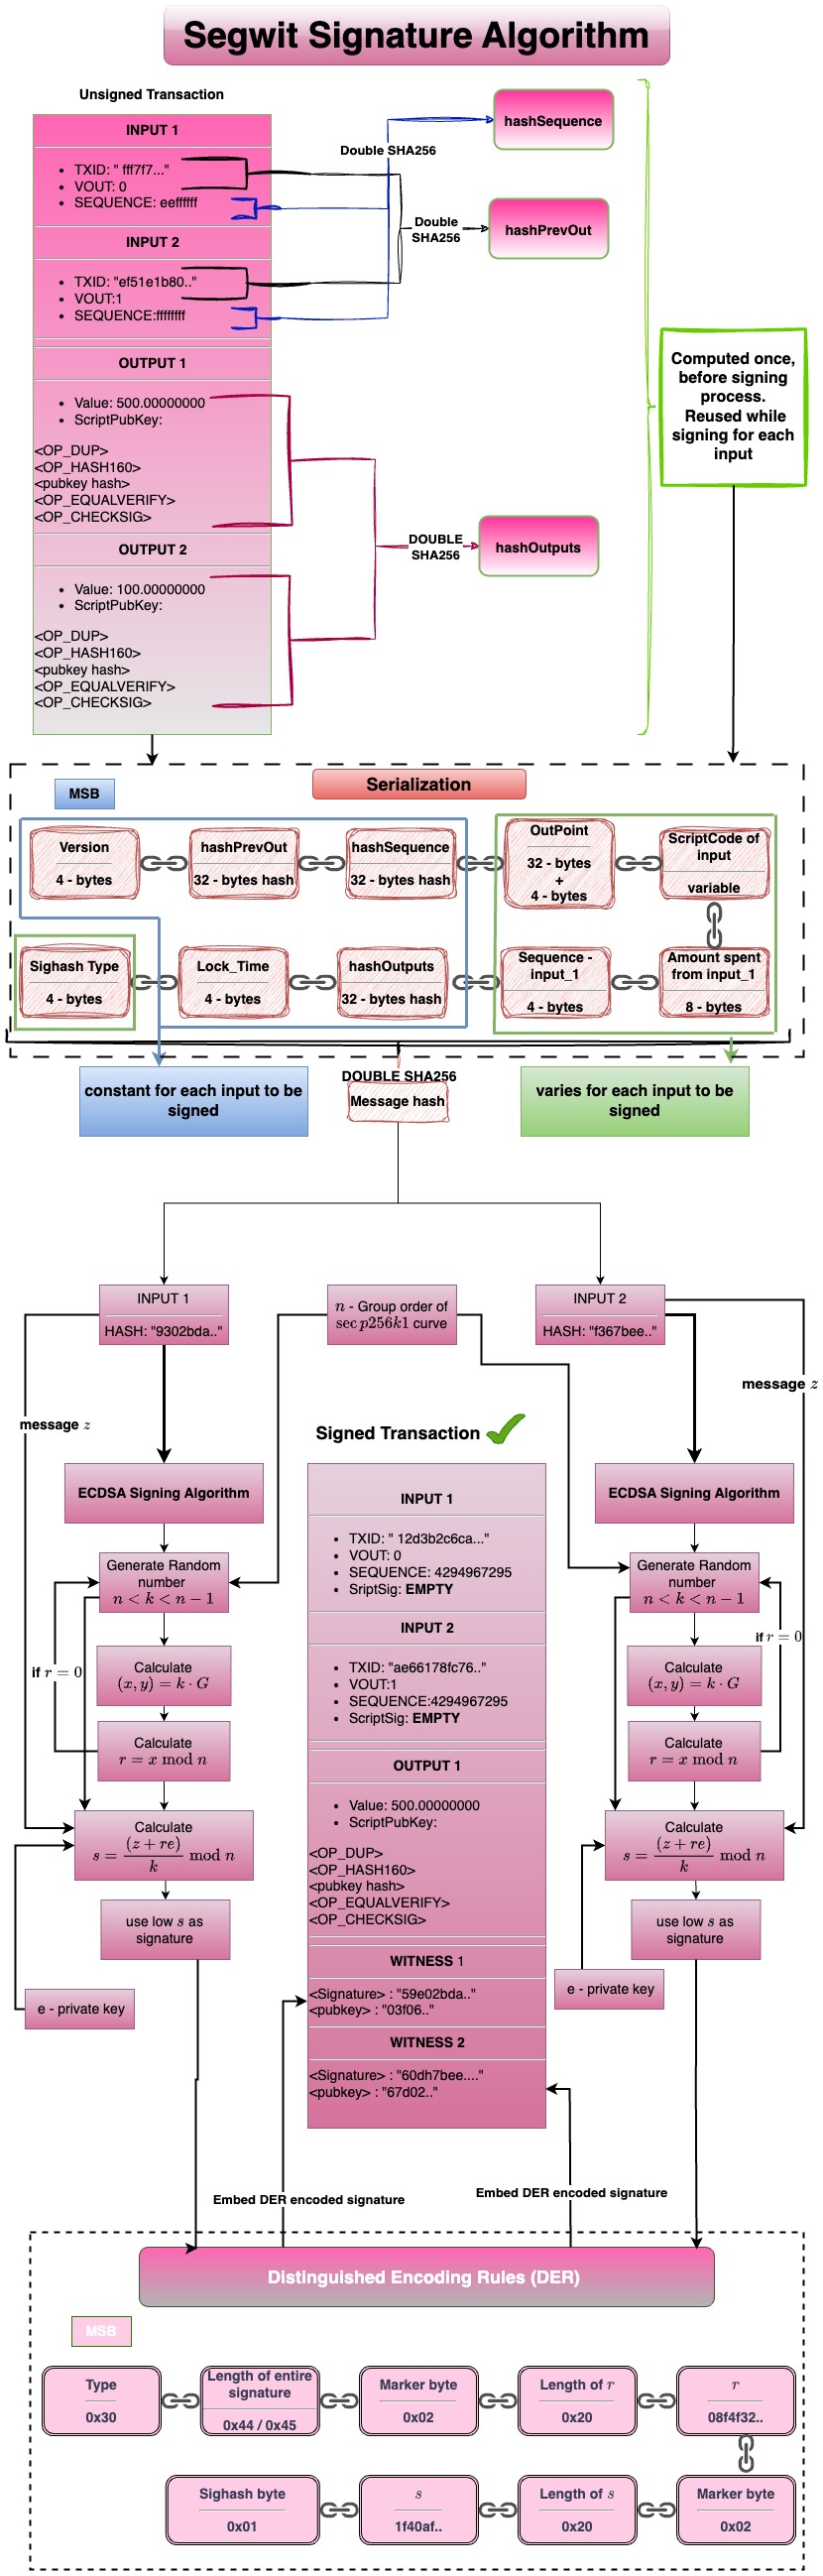 Segwit Signature Algorithm
Unsigned Transaction
INPUT 1
• TXID: " fff7f7..."
• VOUT: 0
• SEQUENCE: eeffffff
INPUT 2
• TXID: "ef51e1b80.."
• VOUT:1
• SEQUENCE:ffffffff
OUTPUT 1
• Value: 500.00000000
• ScriptPubKey:
<OP_DUP>
<OP_HASH160>
<pubkey hash>
<OP_EQUALVERIFY>
<OP_CHECKSIG>
OUTPUT 2
• Value: 100.00000000
• ScriptPubKey:
<OP_DUP>
<OP_HASH160>
<pubkey hash>
<OP_EQUALVERIFY>
<OP_CHECKSIG>
Double SHA256
hashSequence
Double
SHA256
hashPrevOut
DOUBLE
SHA256
hashOutputs
Computed once,
before signing
process.
Reused while
signing for each
input
MSB
Serialization
Version
4 - bytes
hashPrevOut
32 - bytes hash
hashSequence
32 - bytes hash
OutPoint
32 - bytes
+
4 - bytes
ScriptCode of
input
variable
Sighash Type
4 - bytes
Lock_Time
4 - bytes
hashOutputs
32 - bytes hash
Sequence -
input_1
4 - bytes
Amount spent
from input_1
8 - bytes
constant for each input to be
signed
DOUBLE SHA256
Message hash
varies for each input to be
signed
INPUT 1
HASH: "9302bda.."
n - Group order of
sec p256k1 curve
INPUT 2
HASH: "f367bee.."
message z
message z
ECDSA Signing Algorithm
Generate Random
number
n < k < n − 1
if r = 0
Calculate
(x, y) = k · G
Calculate
r = x mod n
Calculate
s = (z + re)/k mod n
use low s as
signature
e - private key
Signed Transaction
INPUT 1
• TXID: " 12d3b2c6ca..."
• VOUT: 0
• SEQUENCE: 4294967295
• SriptSig: EMPTY
INPUT 2
• TXID: "ae66178fc76.."
• VOUT:1
• SEQUENCE:4294967295
• ScriptSig: EMPTY
OUTPUT 1
• Value: 500.00000000
• ScriptPubKey:
<OP_DUP>
<OP_HASH160>
<pubkey hash>
<OP_EQUALVERIFY>
<OP_CHECKSIG>
WITNESS 1
<Signature> : "59e02bda.."
<pubkey> : "03f06.."
WITNESS 2
<Signature> : "60dh7bee...."
<pubkey> : "67d02.."
ECDSA Signing Algorithm
Generate Random
number
n < k < n − 1
if r = 0
Calculate
(x, y) = k · G
Calculate
r = x mod n
Calculate
s = (z + re)/k mod n
use low s as
signature
e - private key
Embed DER encoded signature
Embed DER encoded signature
Distinguished Encoding Rules (DER)
MSB
Type
0x30
Length of entire
signature
0x44 / 0x45
Marker byte
0x02
Length of r
0x20
r
08f4f32..
Sighash byte
0x01
s
1f40af..
Length of s
0x20
Marker byte
0x02